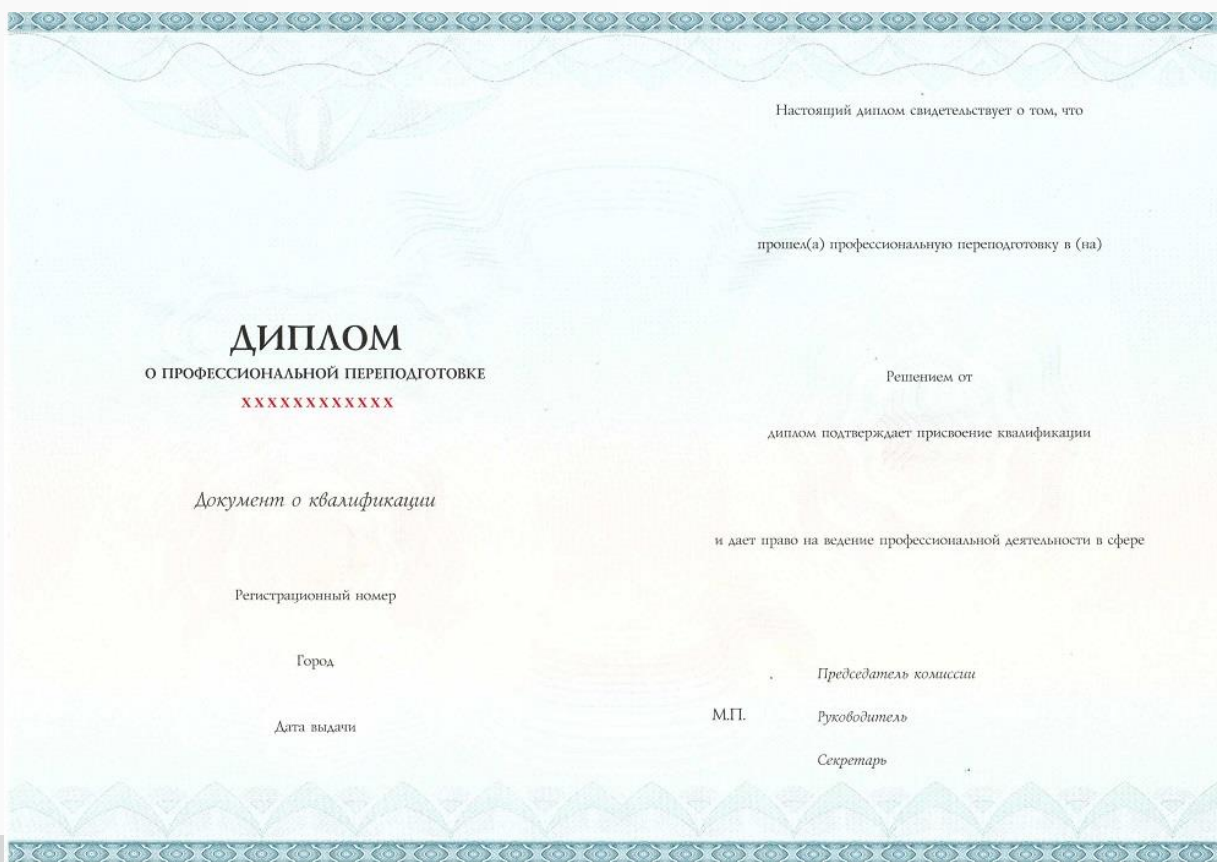 ДИПЛОМ
О ПРОФЕССИОНАЛЬНОЙ ПЕРЕПОДГОТОВКЕ
XXXXXXXXXXXX
Документ о квалификации
Регистрационный номер
Город
Дата выдачи
Настоящий диплом свидетельствует о том, что
прошел(а) профессиональную переподготовку в (на)
Решением от
диплом подтверждает присвоение квалификации
и дает право на ведение профессиональной деятельности в сфере
Председатель комиссии
М.П. Руководитель
Секретарь